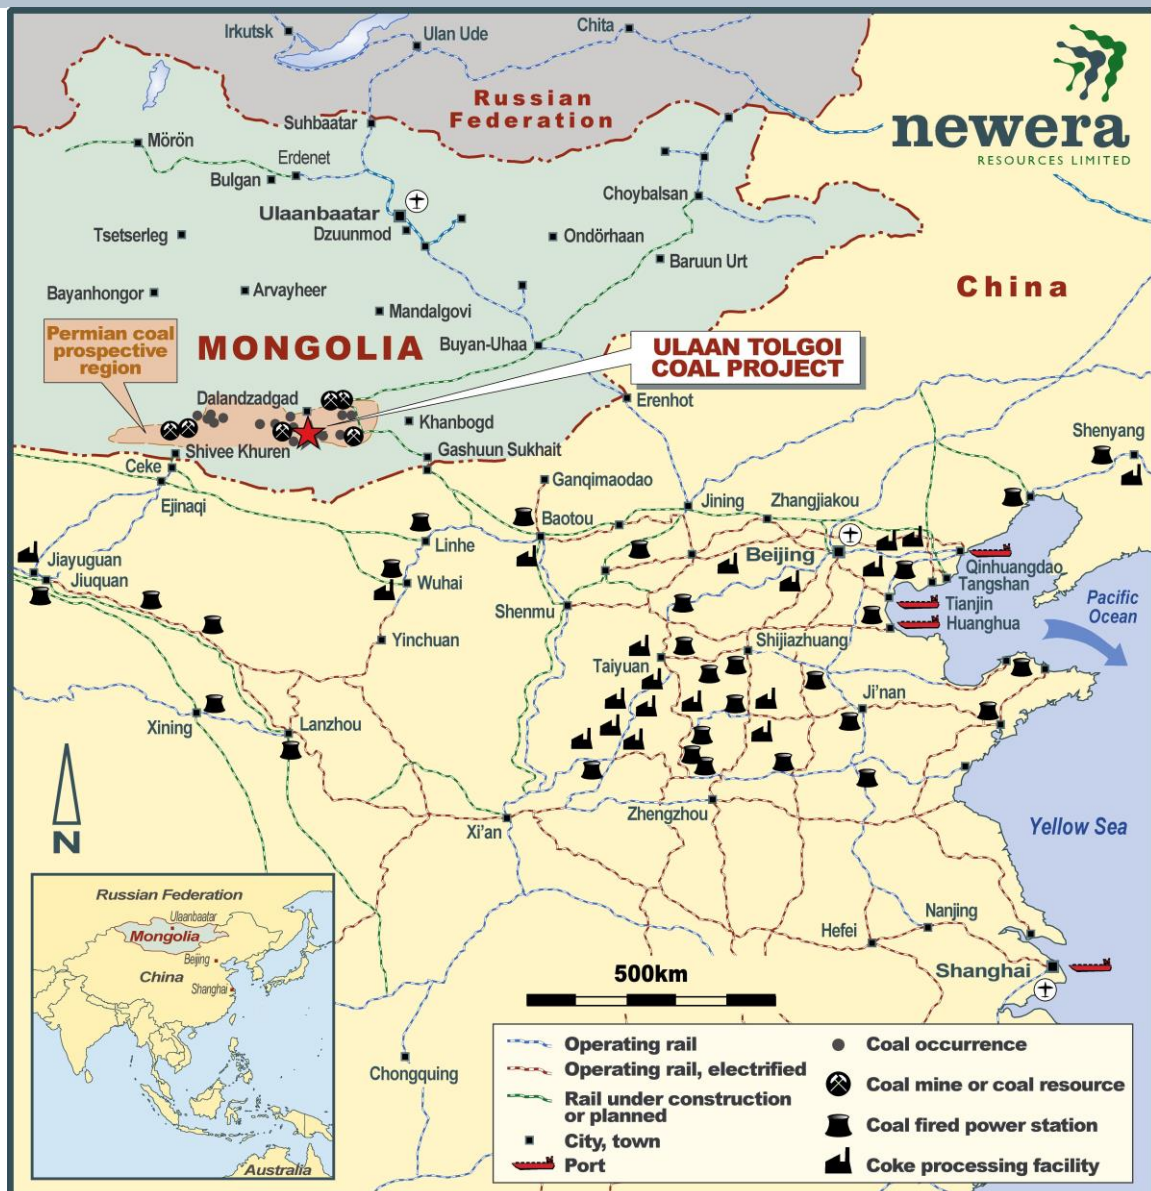 Irkutsk
Ulan Ude
Chita
newera
RESOURCES LIMITED
Russian
Federation
Suhbaatar
Mörön
Erdenet
Bulgan
Choybalsan
Ulaanbaatar
Dzuunmod
Tsetserleg
Ondörhaan
Baruun Urt
China
Bayanhongor
Arvayheer
Mandalgovi
Permian coal
prospective
region
MONGOLIA
Buyan-Uhaa
ULAAN TOLGOI
COAL PROJECT
Dalandzadgad
Erenhot
Khanbogd
Shenyang
Shivee Khuren
Gashuun Sukhait
Ceke
Ejinaqi
Ganqimaodao
Jining
Zhangjiakou
Baotou
Linhe
Beijing
Jiayuguan
Jiuquan
Qinhuangdao
Tangshan
Wuhai
Shenmu
Tianjin
Huanghua
Pacific
Ocean
Yinchuan
Shijiazhuang
Taiyuan
Ji'nan
Xining
Lanzhou
N
Zhengzhou
Xi'an
Yellow Sea
Russian Federation
Ulaanbaatar
Mongolia
Beijing
China
Shanghai
Australia
Nanjing
Hefei
Shanghai
500km
Chongquing
Operating rail
Operating rail, electrified
Rail under construction
or planned
City, town
Port
Coal occurrence
Coal mine or coal resource
Coal fired power station
Coke processing facility